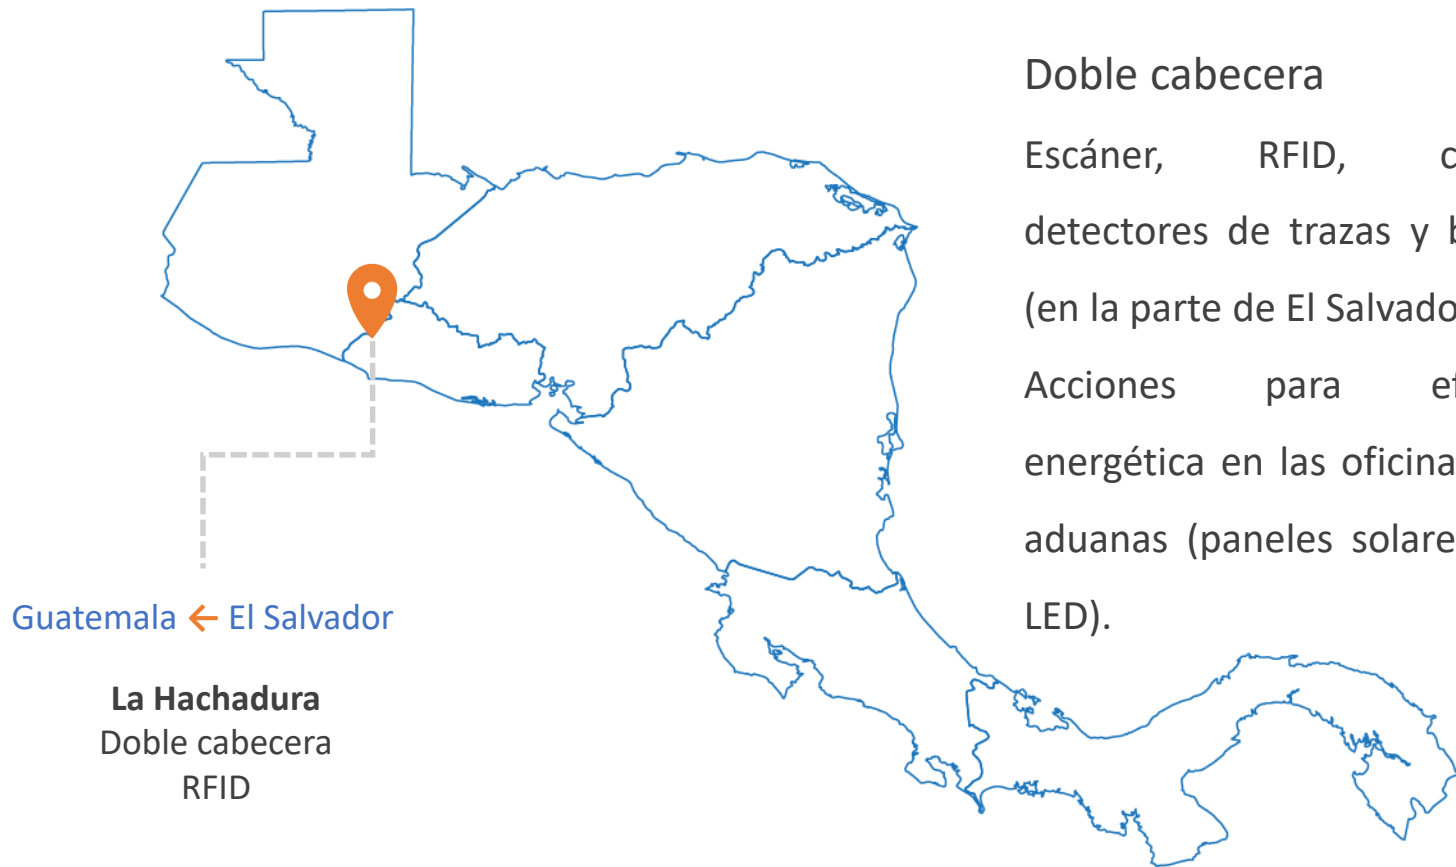 Doble cabecera
Escáner, RFID, c
detectores de trazas y
(en la parte de El Salvado
Acciones para ef
energética en las oficina
aduanas (paneles solare
LED).
Guatemala ← El Salvador
La Hachadura
Doble cabecera
RFID